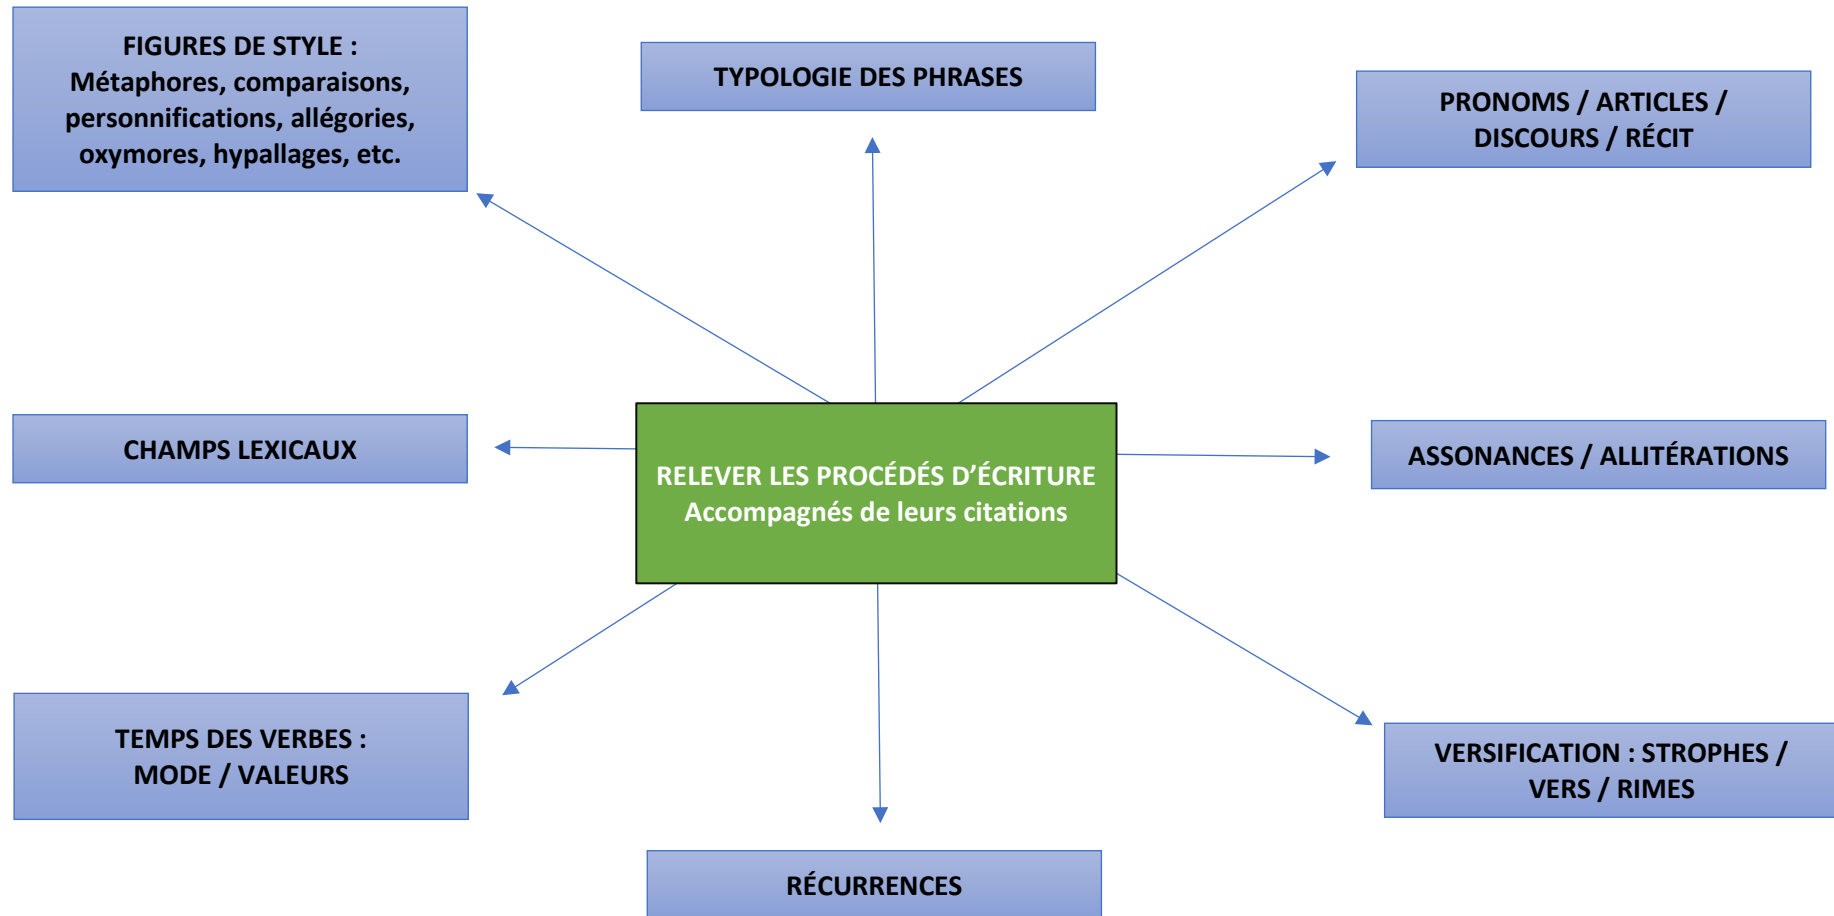 FIGURES DE STYLE :
Métaphores, comparaisons,
personnifications, allégories,
oxymores, hypallages, etc.
TYPOLOGIE DES PHRASES
PRONOMS / ARTICLES /
DISCOURS / RÉCIT
CHAMPS LEXICAUX
RELEVER LES PROCÉDÉS D’ÉCRITURE
Accompagnés de leurs citations
ASSONANCES / ALLITÉRATIONS
TEMPS DES VERBES :
MODE / VALEURS
VERSIFICATION : STROPHES /
VERS / RIMES
RÉCURRENCES